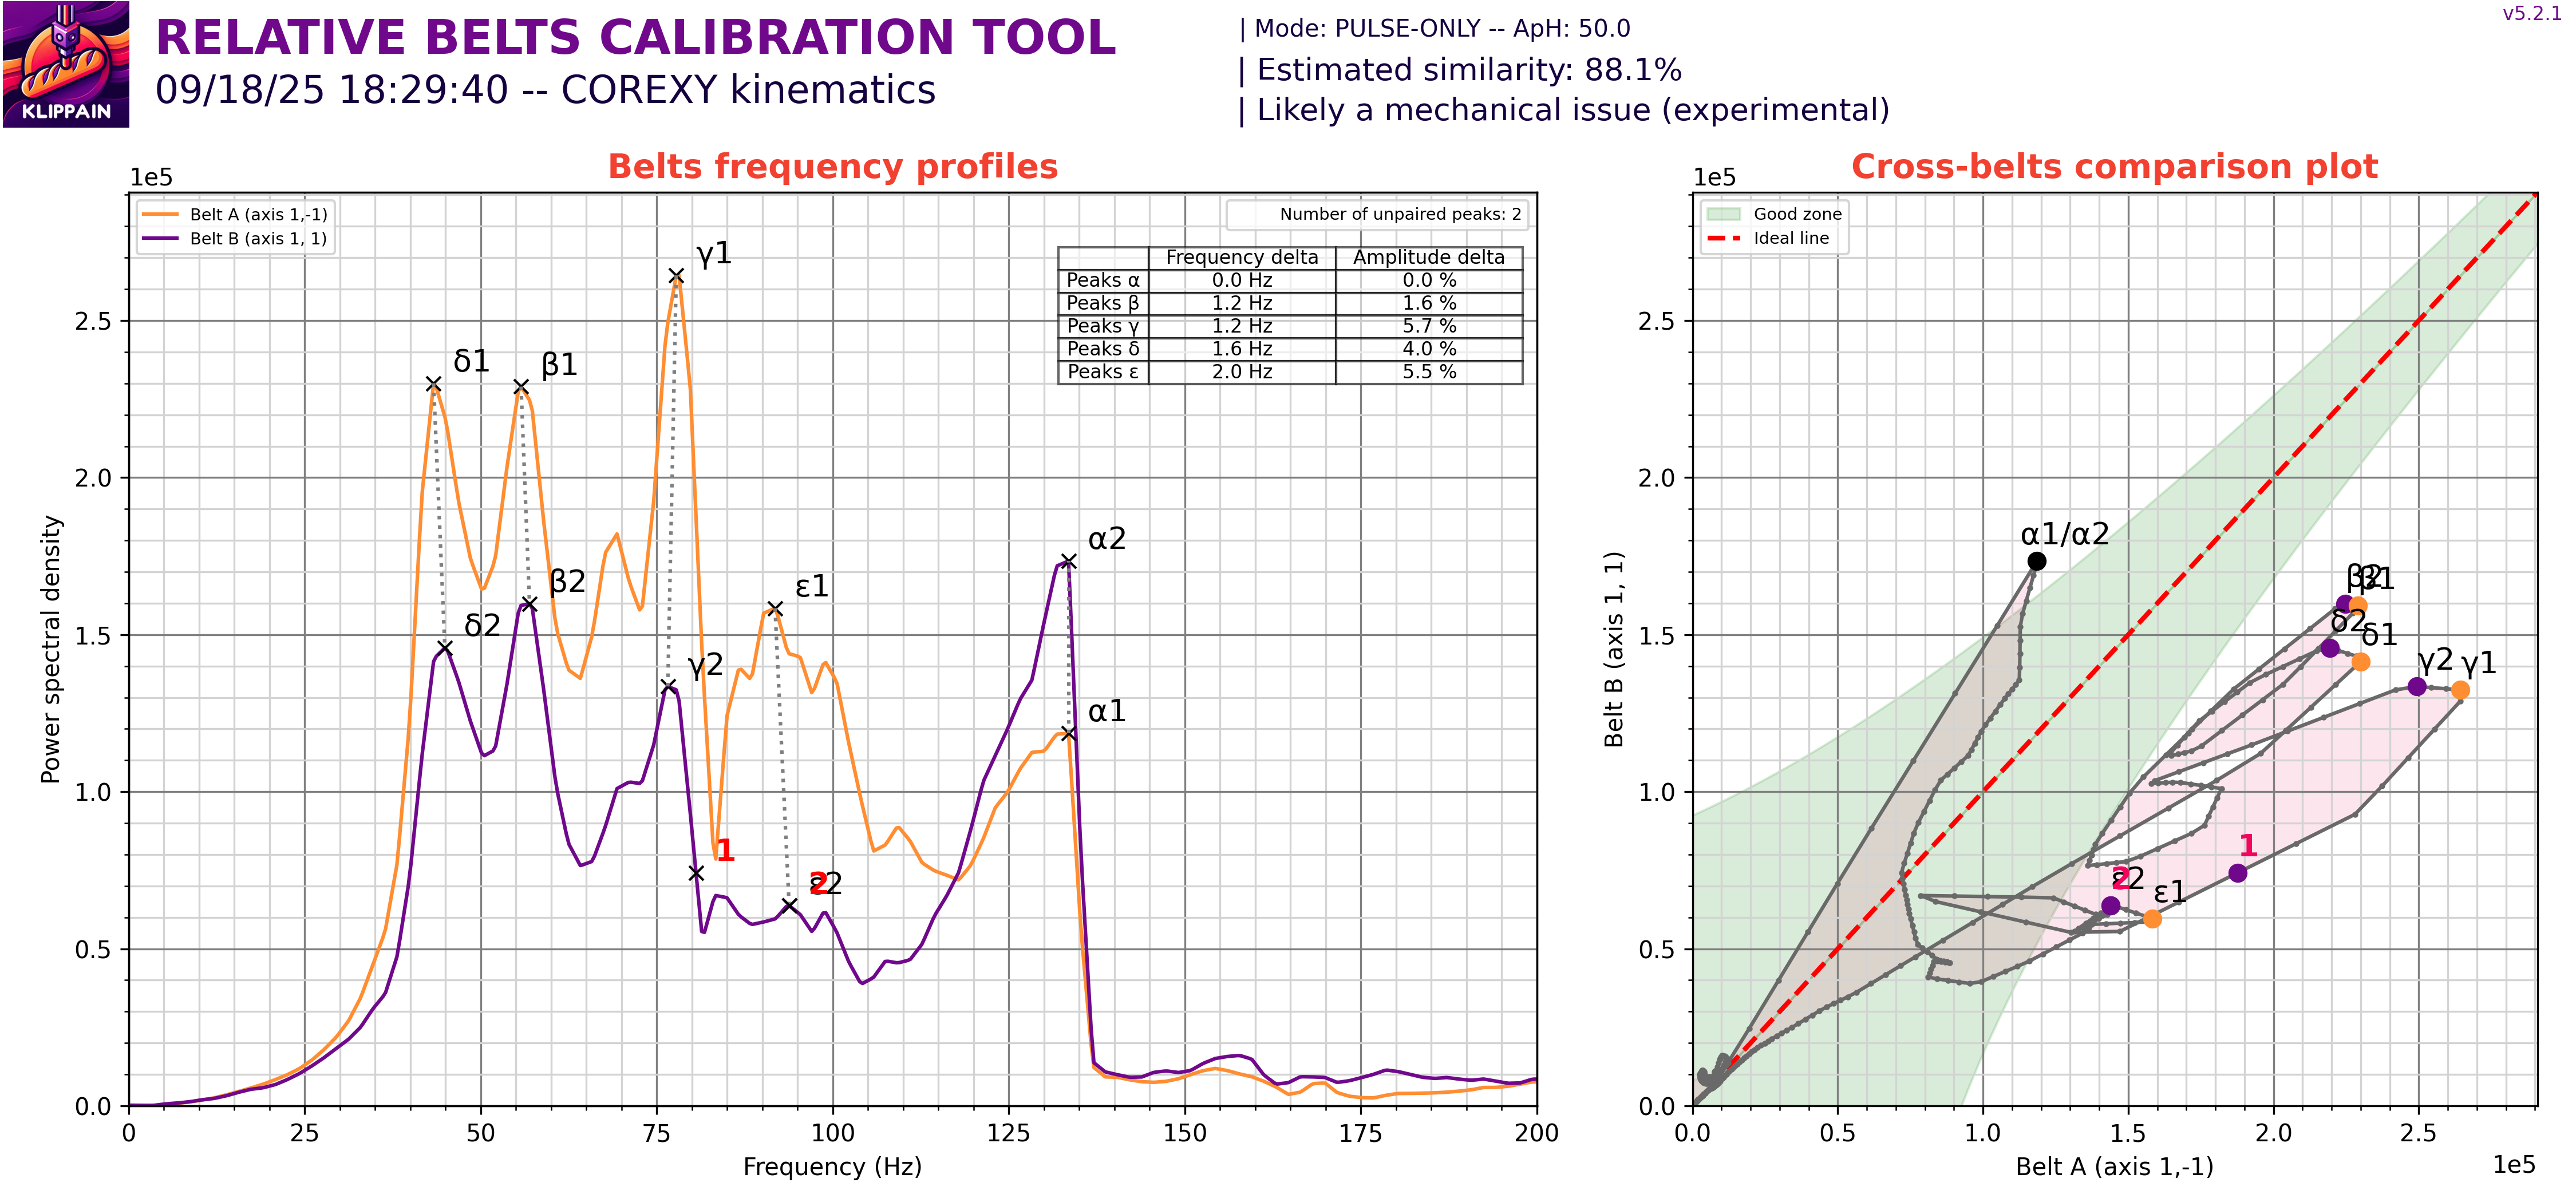 KLIPPAIN
RELATIVE BELTS CALIBRATION TOOL
09/18/25 18:29:40 -- COREXY kinematics
| Mode: PULSE-ONLY -- ApH: 50.0
| Estimated similarity: 88.1%
| Likely a mechanical issue (experimental)
v5.2.1
Belts frequency profiles
1e5
Belt A (axis 1,-1)
Belt B (axis 1, 1)
Number of unpaired peaks: 2
Frequency delta Amplitude delta
Peaks α 0.0 Hz 0.0 %
Peaks β 1.2 Hz 1.6 %
Peaks γ 1.2 Hz 5.7 %
Peaks δ 1.6 Hz 4.0 %
Peaks ε 2.0 Hz 5.5 %
γ1
δ1
β1
β2
ε1
α2
δ2
γ2
α1
1
ε2
2
2.5
2.0
1.5
1.0
0.5
0.0
Power spectral density
0 25 50 75 100 125 150 175 200
Frequency (Hz)
Cross-belts comparison plot
1e5
Good zone
Ideal line
α1/α2
β2
β1
δ2
δ1
γ2
γ1
1
2
ε2
ε1
2.5
2.0
1.5
1.0
0.5
0.0
Belt B (axis 1, 1)
0.0 0.5 1.0 1.5 2.0 2.5
Belt A (axis 1,-1)
1e5